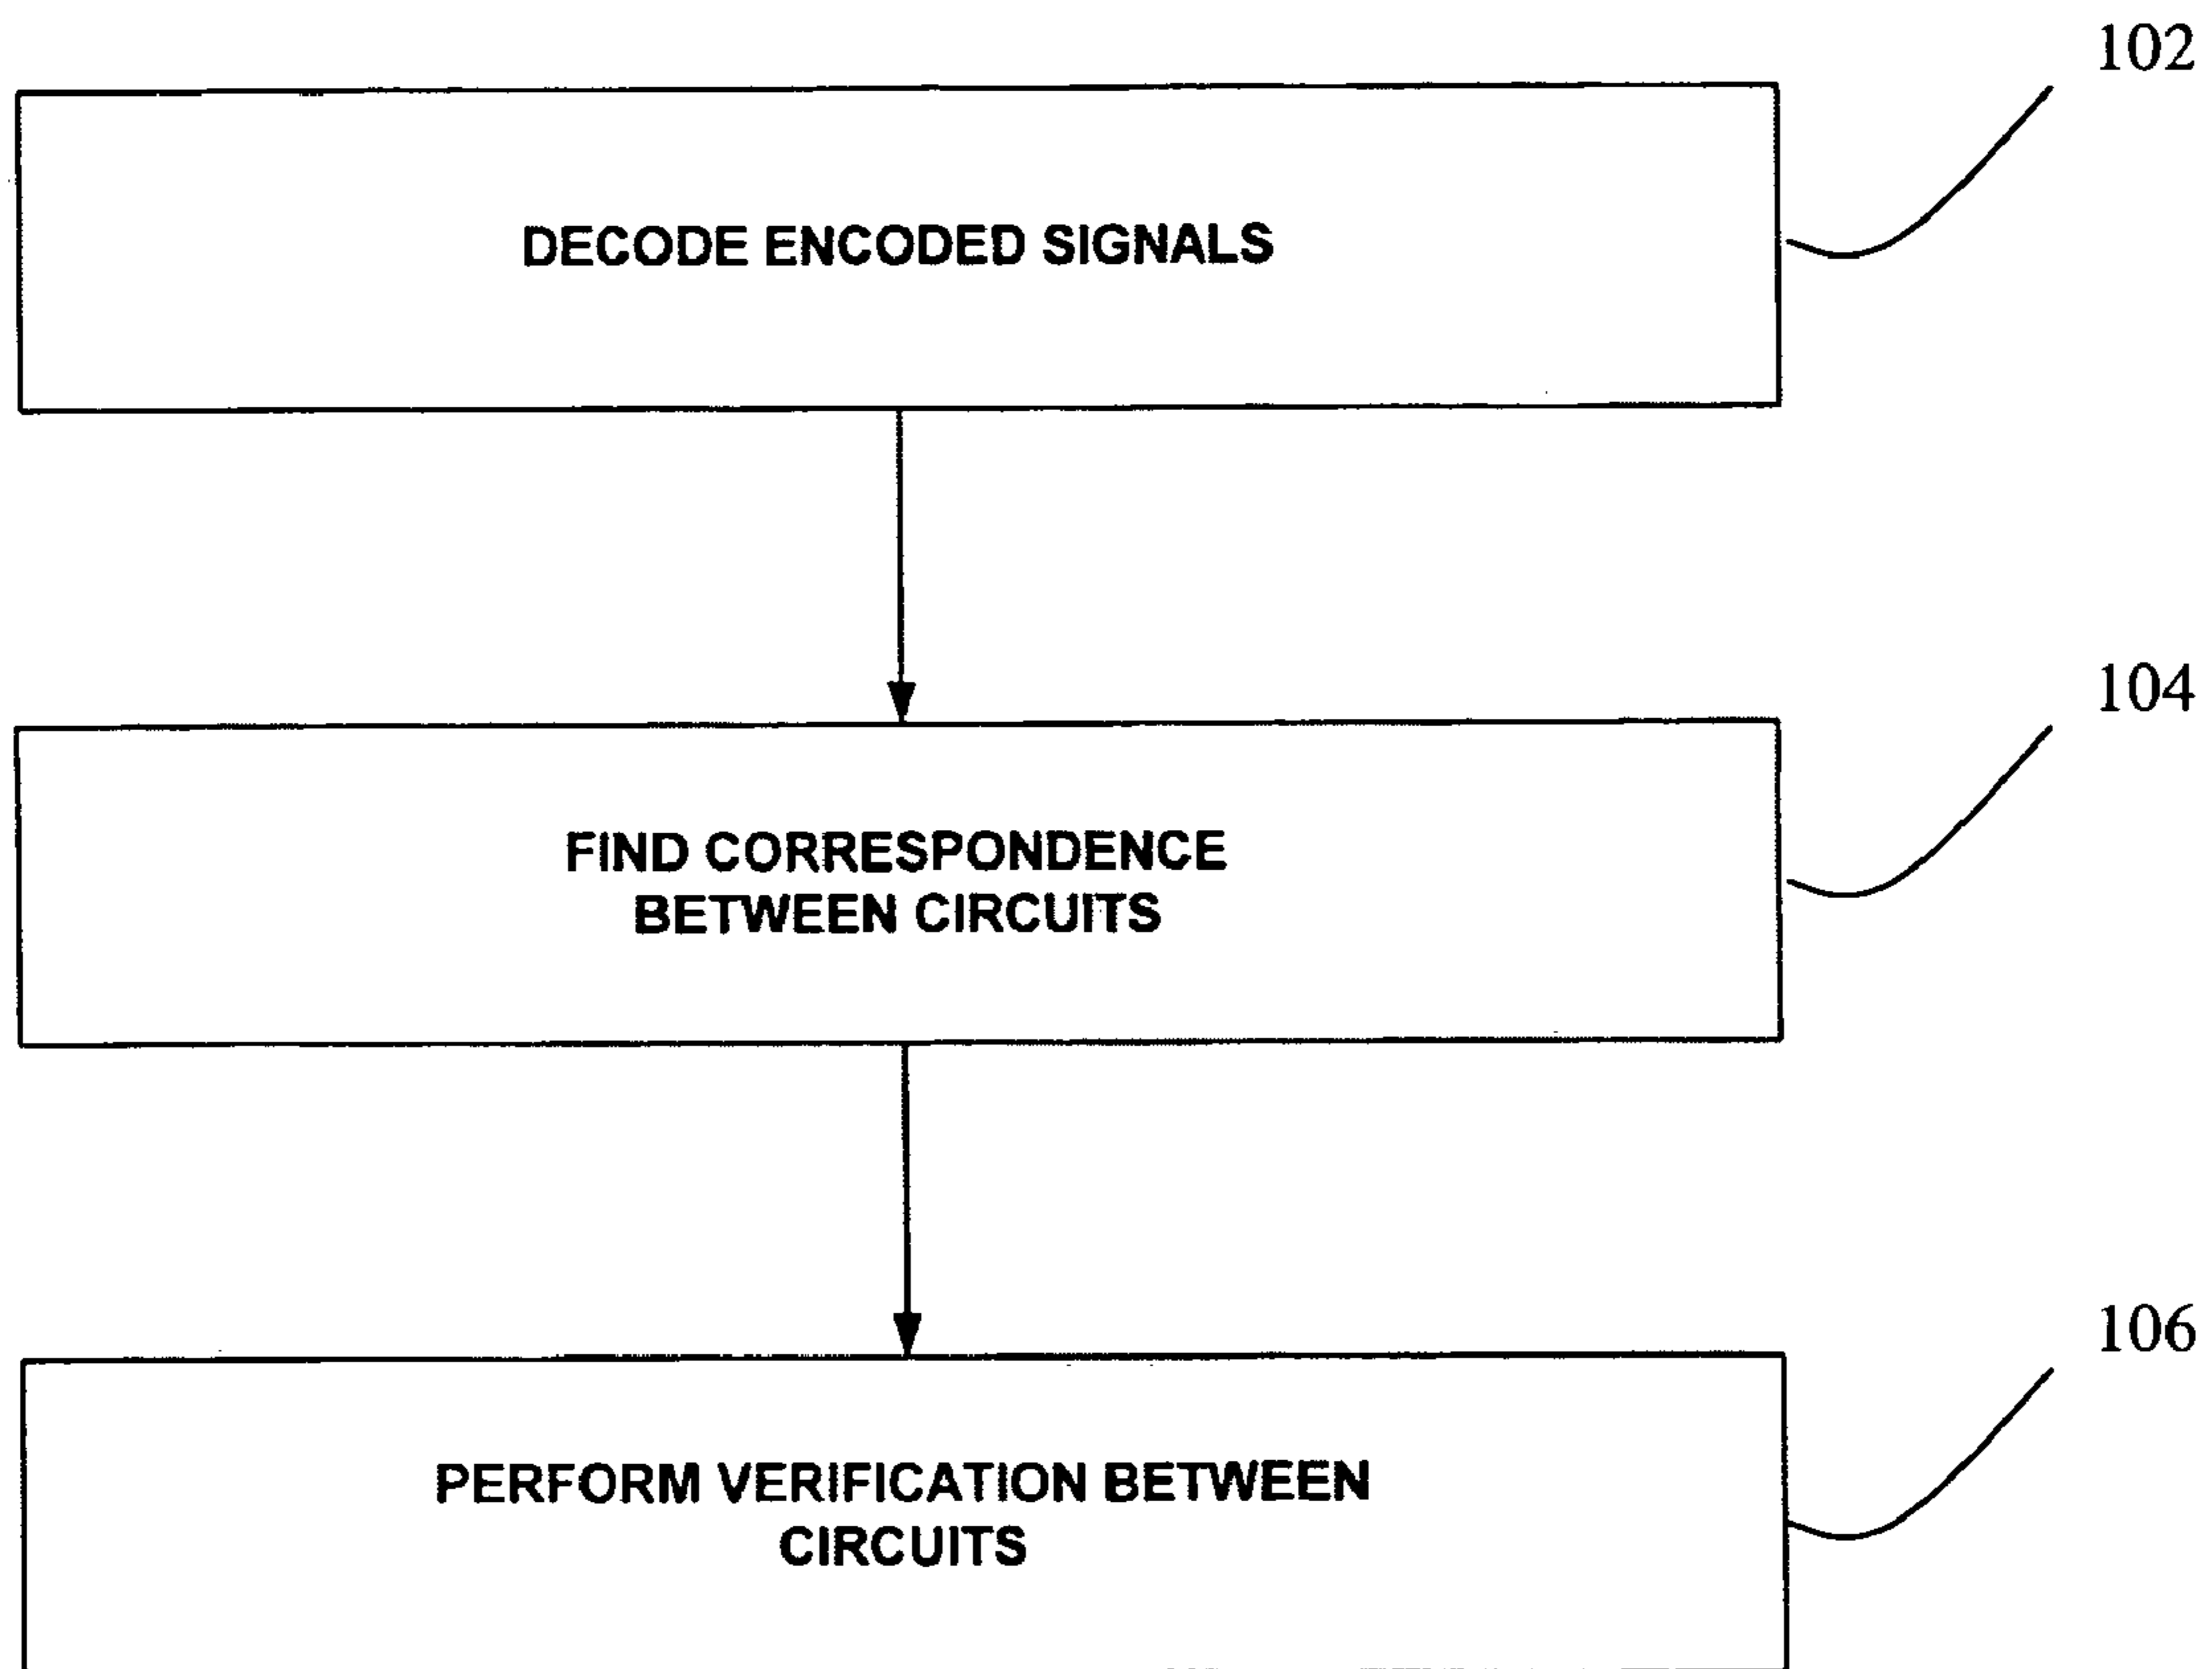 102
DECODE ENCODED SIGNALS
104
FIND CORRESPONDENCE
BETWEEN CIRCUITS
106
PERFORM VERIFICATION BETWEEN
CIRCUITS